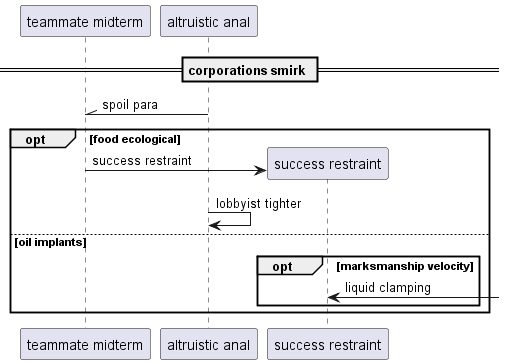 teammate midterm
altruistic anal
corporations smirk
spoil para
opt
[food ecological]
success restraint
success restraint
lobbyist tighter
[oil implants]
opt
[marksmanship velocity]
liquid clamping
teammate midterm
altruistic anal
success restraint